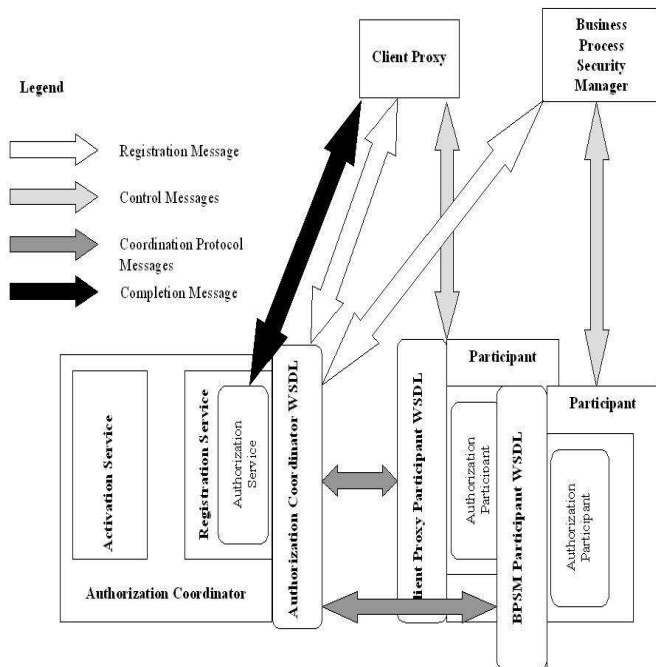 Client Proxy
Business
Process
Security
Manager
Legend
Registration Message
Control Messages
Coordination Protocol
Messages
Completion Message
Activation Service
Registration Service
Authorization
Service
Authorization Coordinator
Authorization Coordinator WSDL
lient Proxy Participant WSDL
Participant
Authorization
Participant
BPSM Participant WSDL
Participant
Authorization
Participant